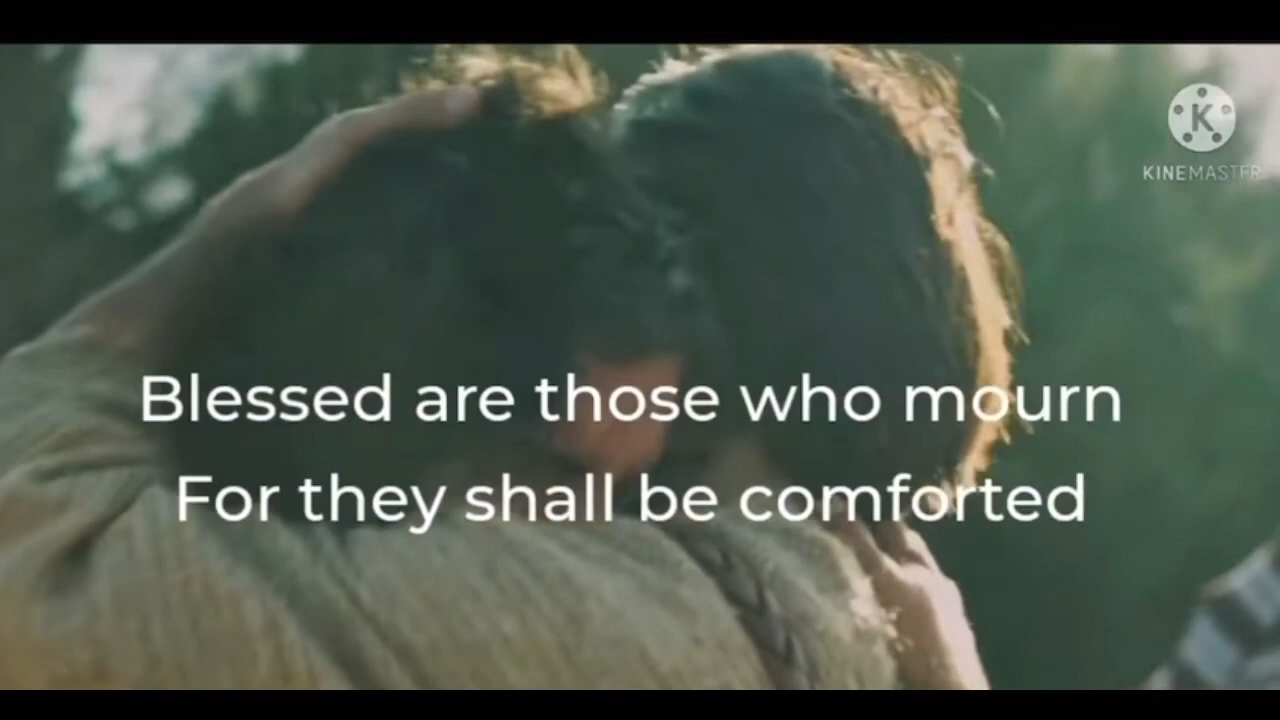 K
KINEMASTER
Blessed are those who mourn
For they shall be comforted